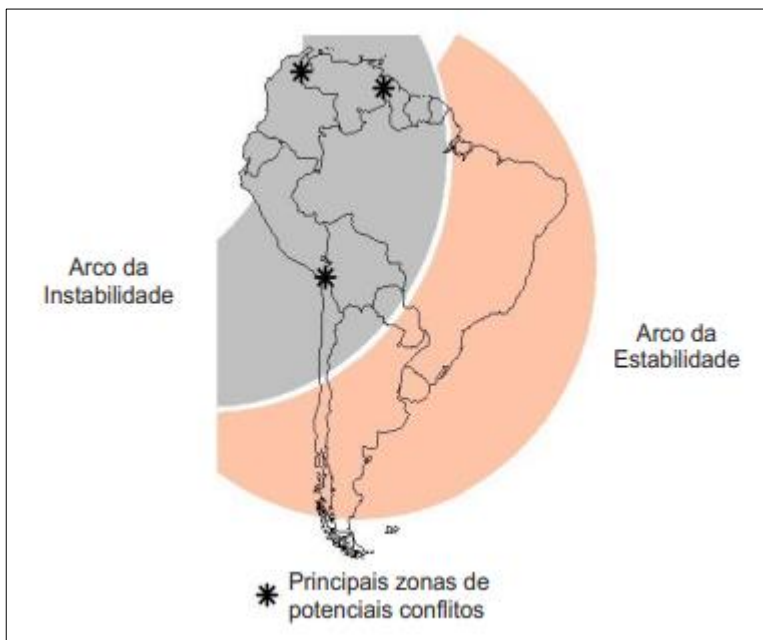 Arco da
Instabilidade
Arco da
Estabilidade
Principais zonas de
potenciais conflitos